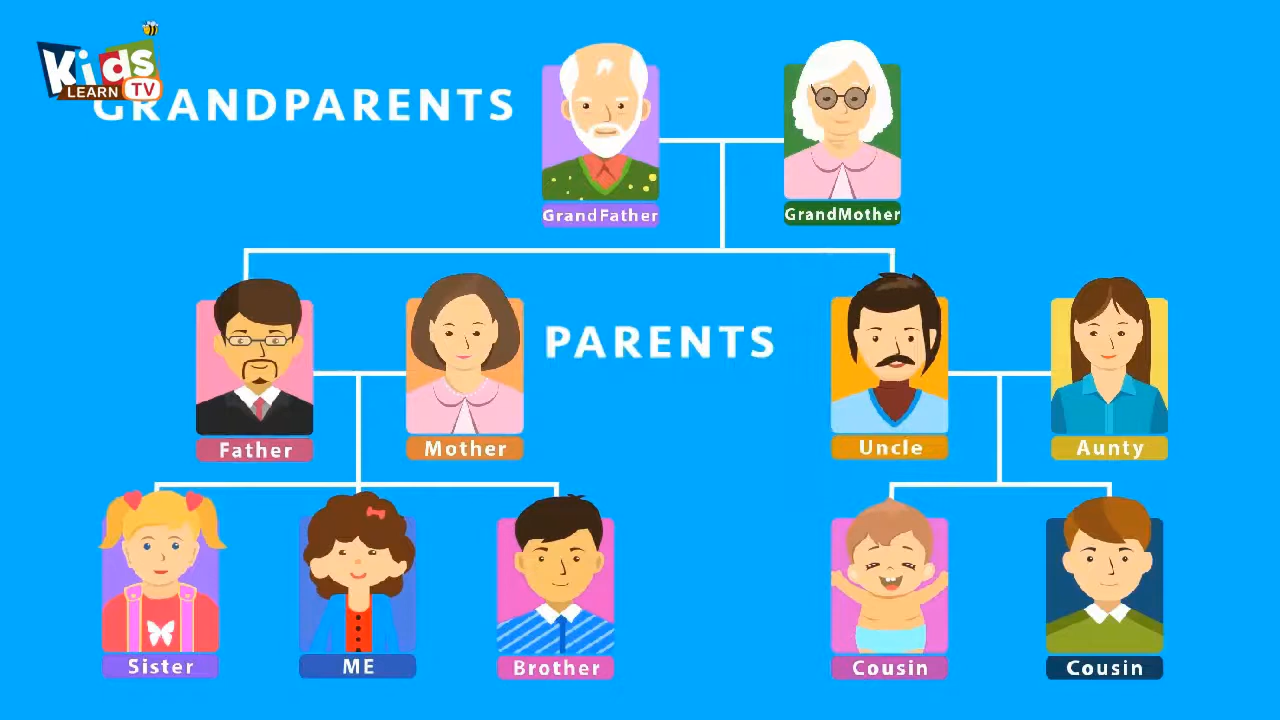 Kids
LEARN TV
GRANDPARENTS
GrandFather
GrandMother
PARENTS
Father
Mother
Uncle
Aunty
Sister
ME
Brother
Cousin
Cousin